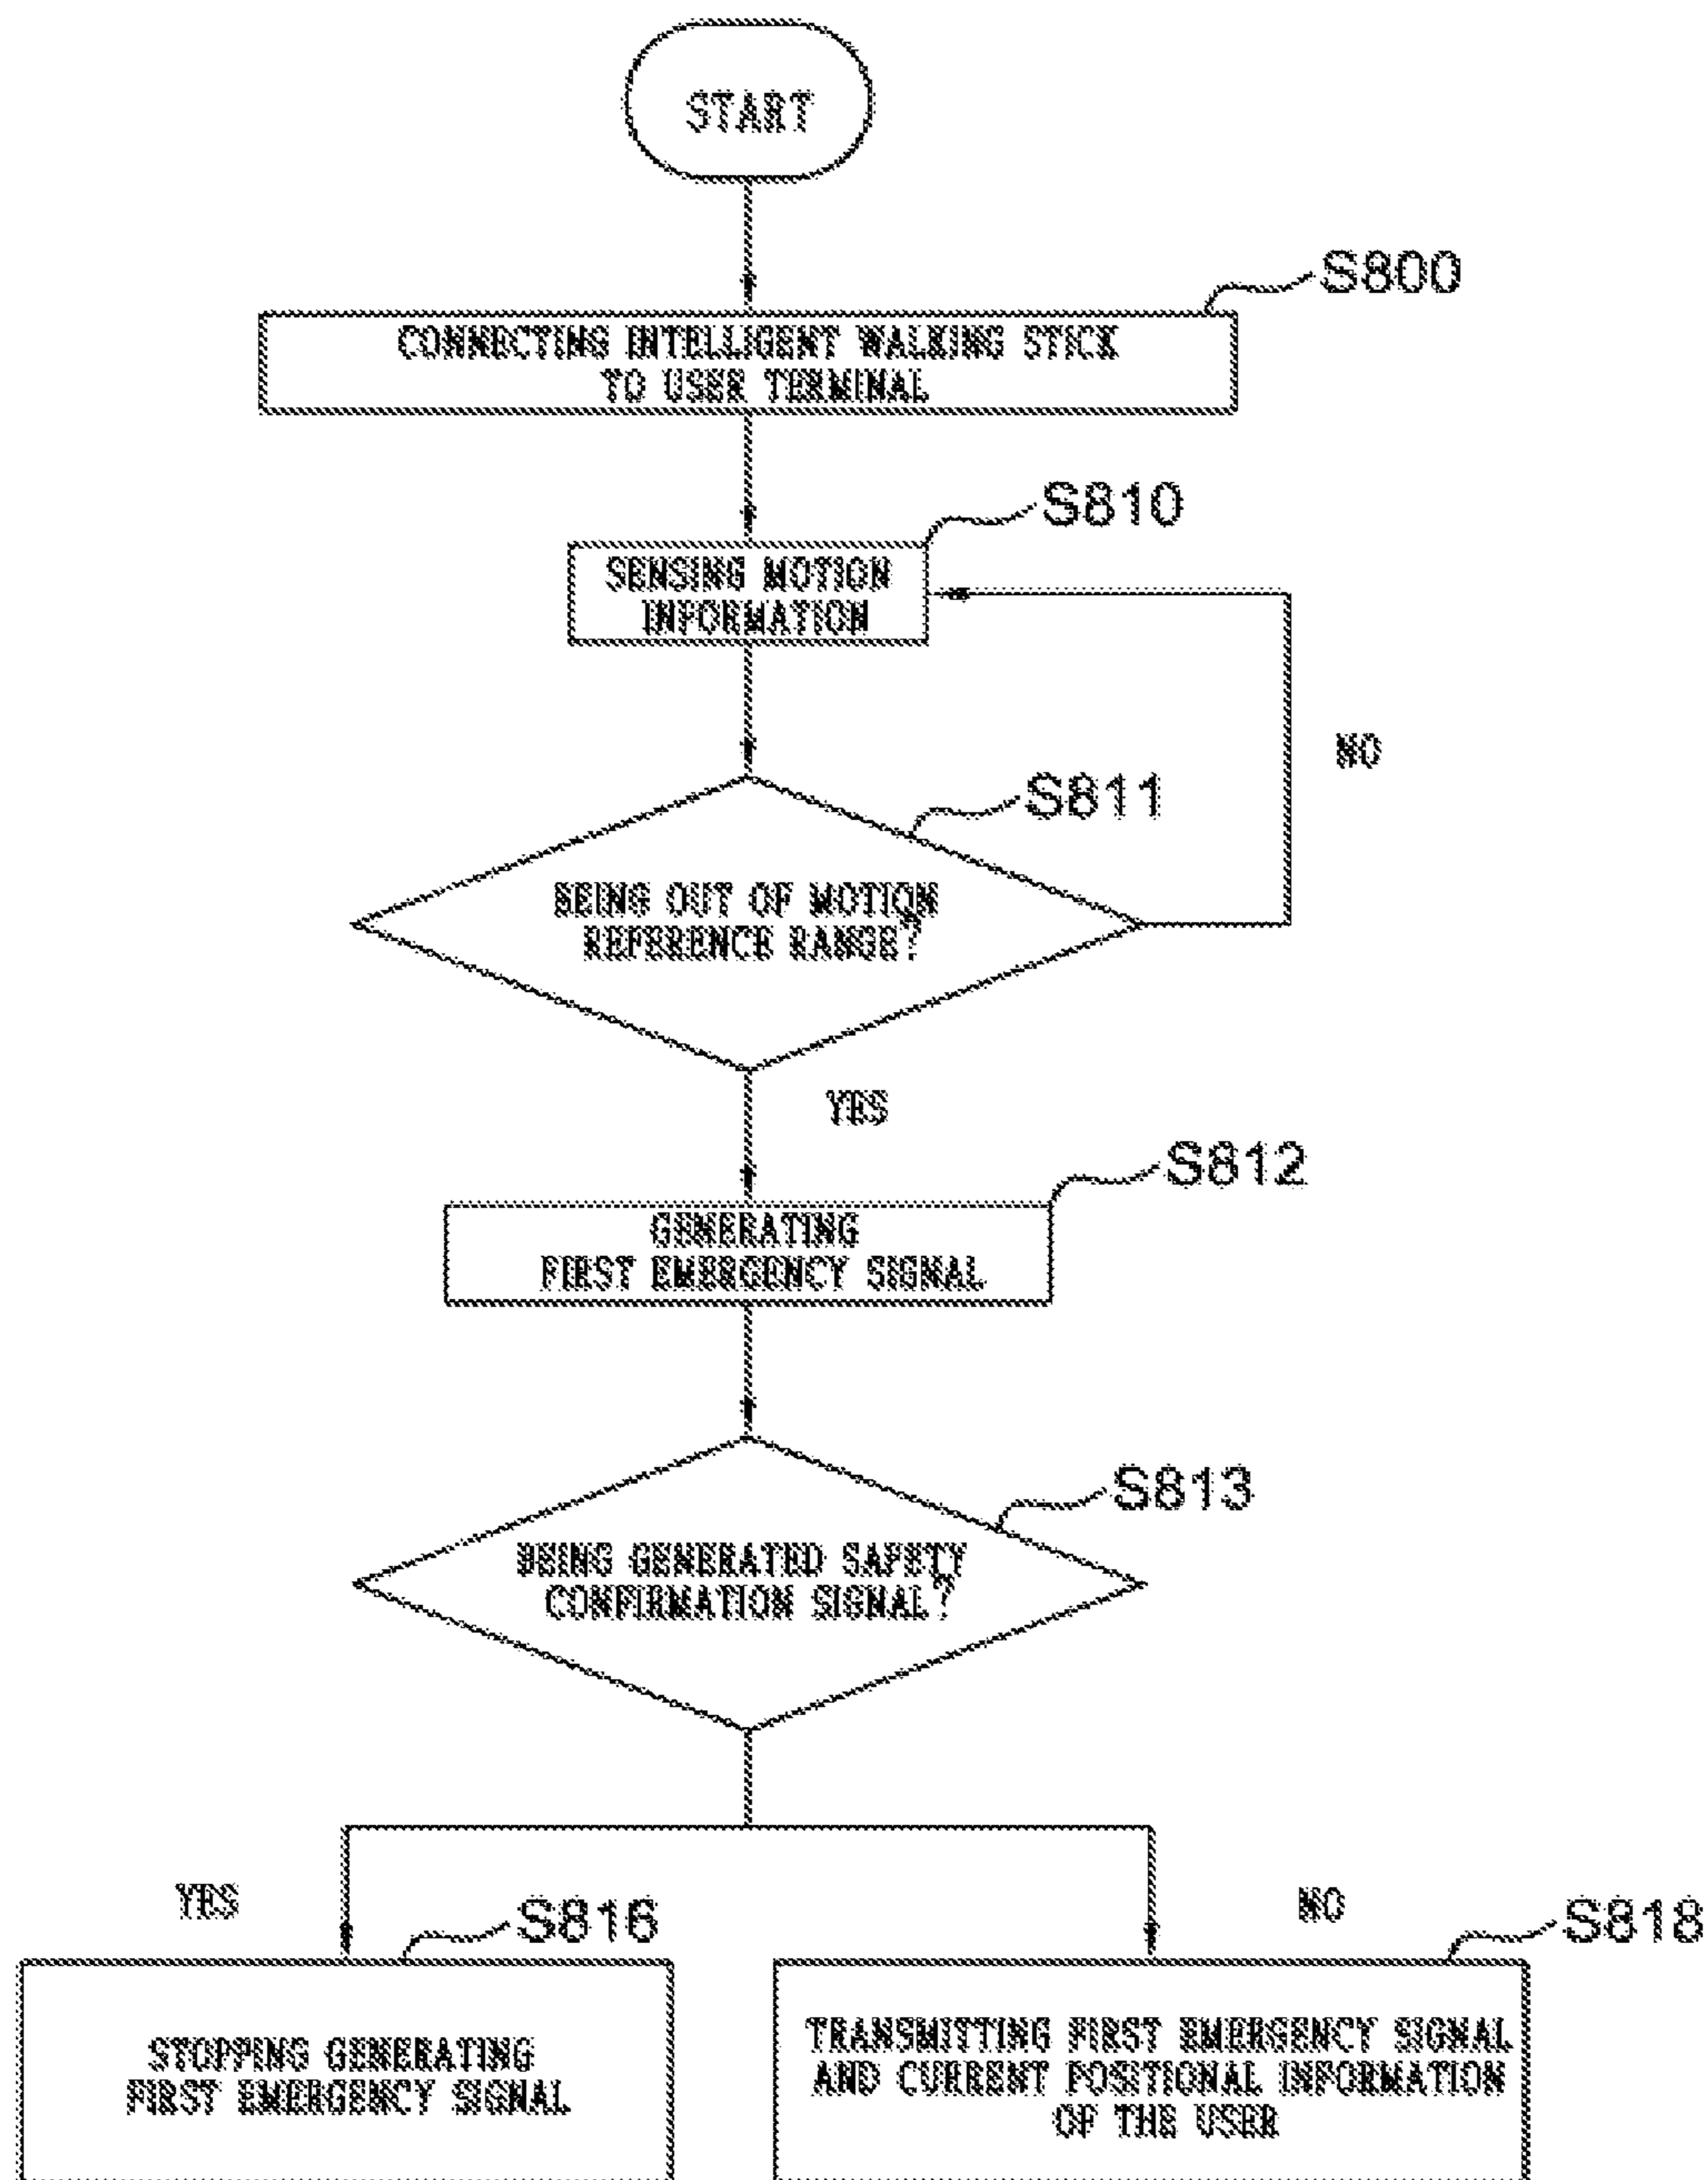 START
S800
CONNECTING INTELLIGENT WALKING STICK
TO USER TERMINAL
S810
SENSING MOTION
INFORMATION
NO
S811
BEING OUT OF MOTION
REFERENCE RANGE?
YES
S812
GENERATING
FIRST EMERGENCY SIGNAL
S813
BEING GENERATED SAFETY
CONFIRMATION SIGNAL?
YES
S816
NO
S818
STOPPING GENERATING
FIRST EMERGENCY SIGNAL
TRANSMITTING FIRST EMERGENCY SIGNAL
AND CURRENT POSITIONAL INFORMATION
OF THE USER